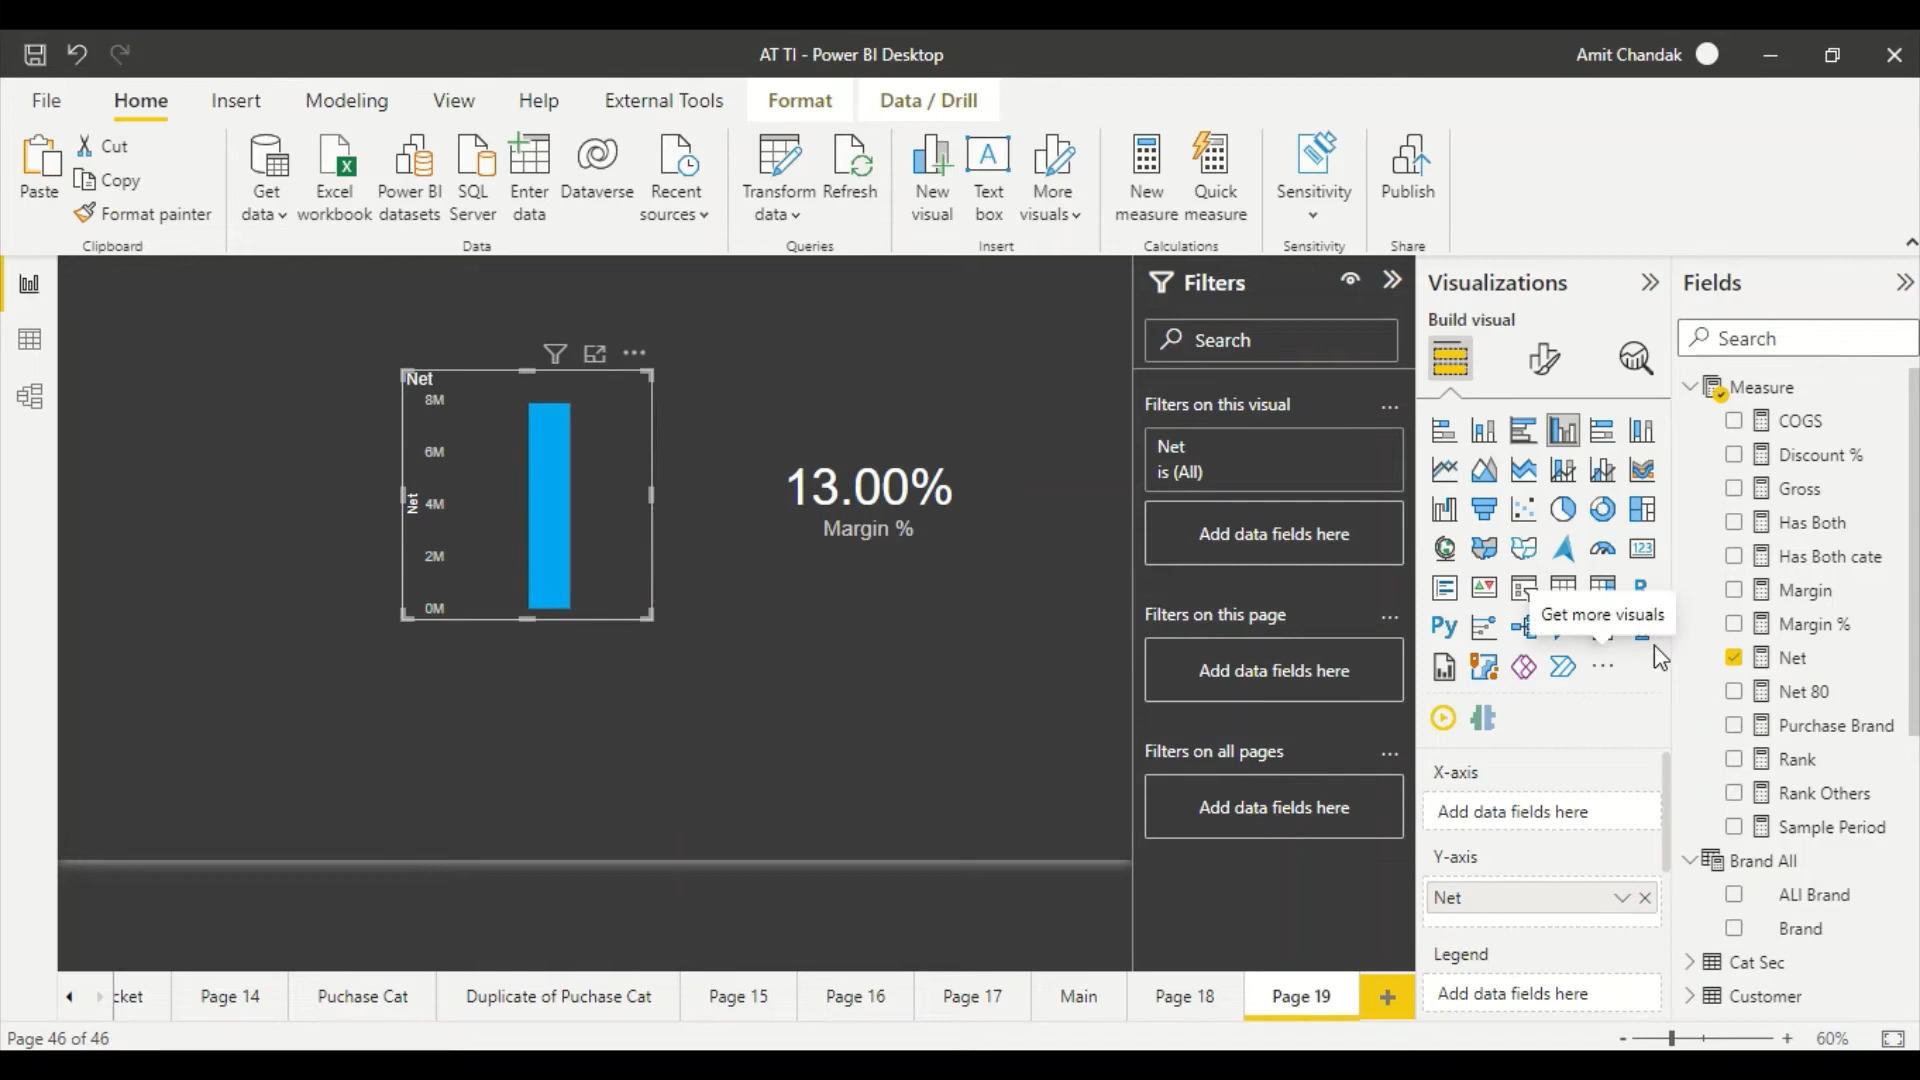 AT TI - Power BI Desktop
Amit Chandak
File
Home
Insert
Modeling
View
Help
External Tools
Format
Data / Drill
Paste
Cut
Copy
Format painter
Clipboard
Get
data
Excel
workbook
Power BI
datasets
SQL
Server
Enter
data
Dataverse
Recent
sources
Data
Transform
data
Refresh
Queries
New
visual
Text
box
More
visuals
Insert
New
measure
Quick
measure
Calculations
Sensitivity
Sensitivity
Publish
Share
Net
8M
6M
4M
2M
0M
Net
13.00%
Margin %
Filters
Search
Filters on this visual
...
Net
is (All)
Add data fields here
Filters on this page
...
Add data fields here
Filters on all pages
...
Add data fields here
Visualizations
Build visual
123
R
Get more visuals
Py
...
X-axis
Add data fields here
Y-axis
Net
Legend
Add data fields here
Fields
Search
Measure
COGS
Discount %
Gross
Has Both
Has Both cate
Margin
Margin %
Net
Net 80
Purchase Brand
Rank
Rank Others
Sample Period
Brand All
ALI Brand
Brand
Cat Sec
Customer
cket
Page 14
Puchase Cat
Duplicate of Puchase Cat
Page 15
Page 16
Page 17
Main
Page 18
Page 19
+
Page 46 of 46
- + 60%